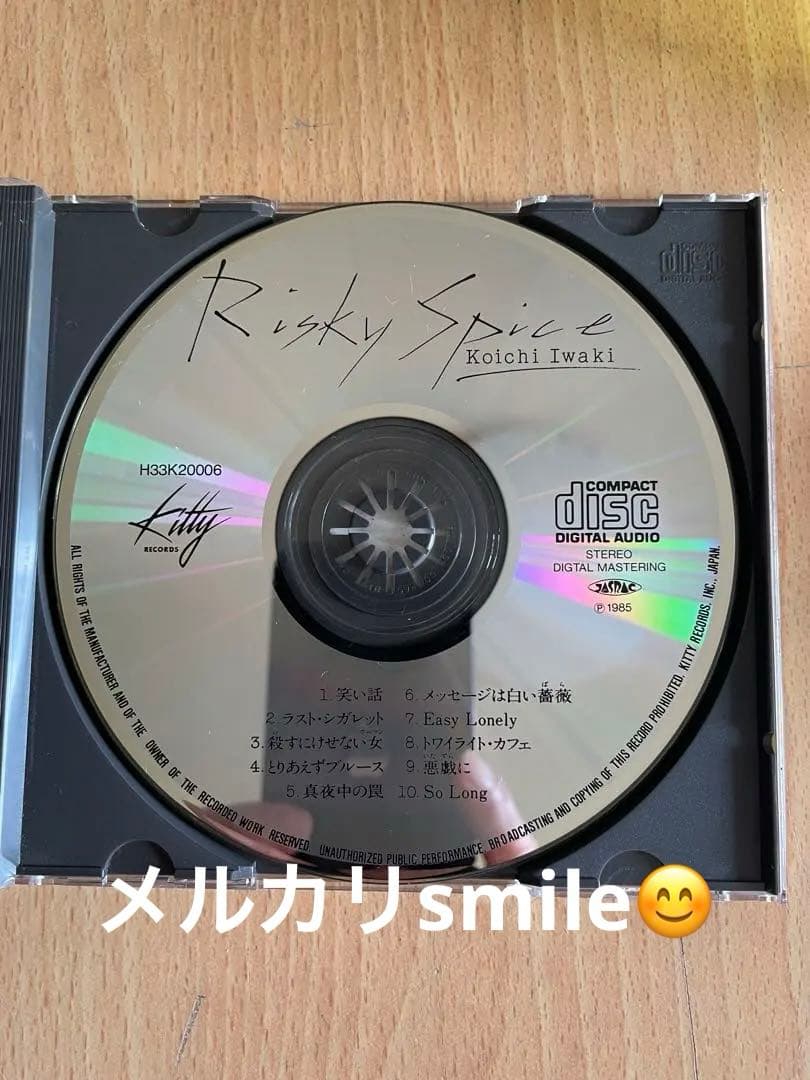 Risky Spice
Koichi Iwaki
H33K20006
Kitty
RECORDS
COMPACT
disc
DIGITAL AUDIO
STEREO
DIGTAL MASTERING
JASRAC
Ⓟ1985
1. 笑い話
2. ラスト・シガレット
3. 殺すにけせない女
4. とりあえずブルース
5. 真夜中の罠
6. メッセージは白い薔薇
7. Easy Lonely
8. トワイライト・カフェ
9. 悪戯に
10. So Long
ALL RIGHTS OF THE MANUFACTURER AND OF THE OWNER OF THE RECORDED WORK RESERVED. UNAUTHORIZED PUBLIC PERFORMANCE, BROADCASTING AND COPYING OF THIS RECORD PROHIBITED. KITTY RECORDS, INC., JAPAN.
メルカリsmile😊